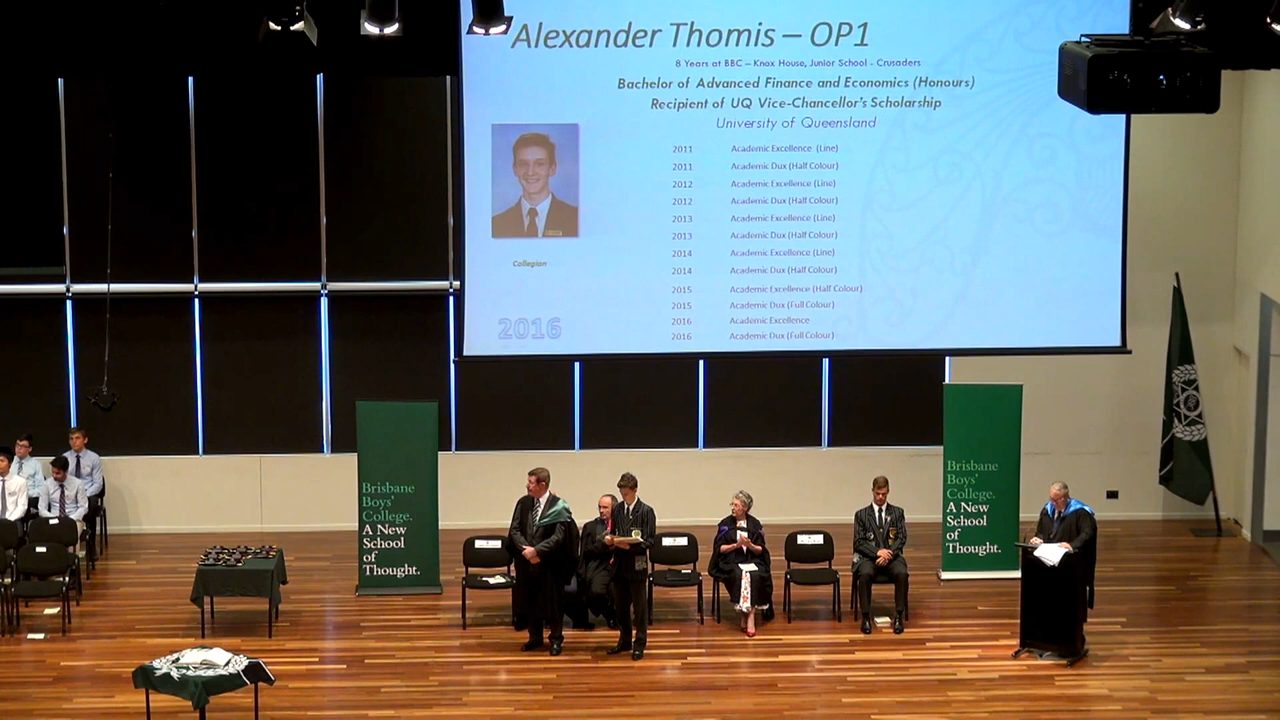 Alexander Thomis – OP1
8 Years at BBC – Knox House, Junior School - Crusaders
Bachelor of Advanced Finance and Economics (Honours)
Recipient of UQ Vice-Chancellor's Scholarship
University of Queensland
2011 Academic Excellence (Line)
2011 Academic Dux (Half Colour)
2012 Academic Excellence (Line)
2012 Academic Dux (Half Colour)
2013 Academic Excellence (Line)
2013 Academic Dux (Half Colour)
2014 Academic Excellence (Line)
2014 Academic Dux (Half Colour)
2015 Academic Excellence (Half Colour)
2015 Academic Dux (Full Colour)
2016 Academic Excellence
2016 Academic Dux (Full Colour)
Collegian
2016
Brisbane
Boys'
College.
A New
School
of
Thought.
Brisbane
Boys'
College.
A New
School
of
Thought.